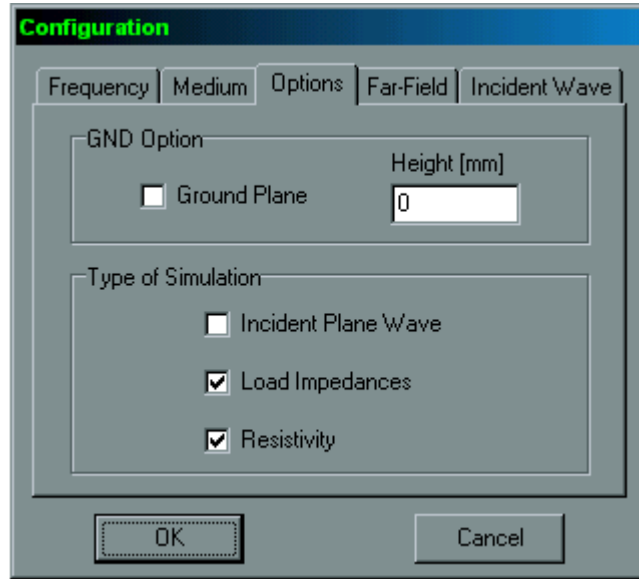 Configuration
Frequency Medium Options Far-Field Incident Wave
GND Option
Height [mm]
Ground Plane
0
Type of Simulation
Incident Plane Wave
Load Impedances
Resistivity
OK Cancel